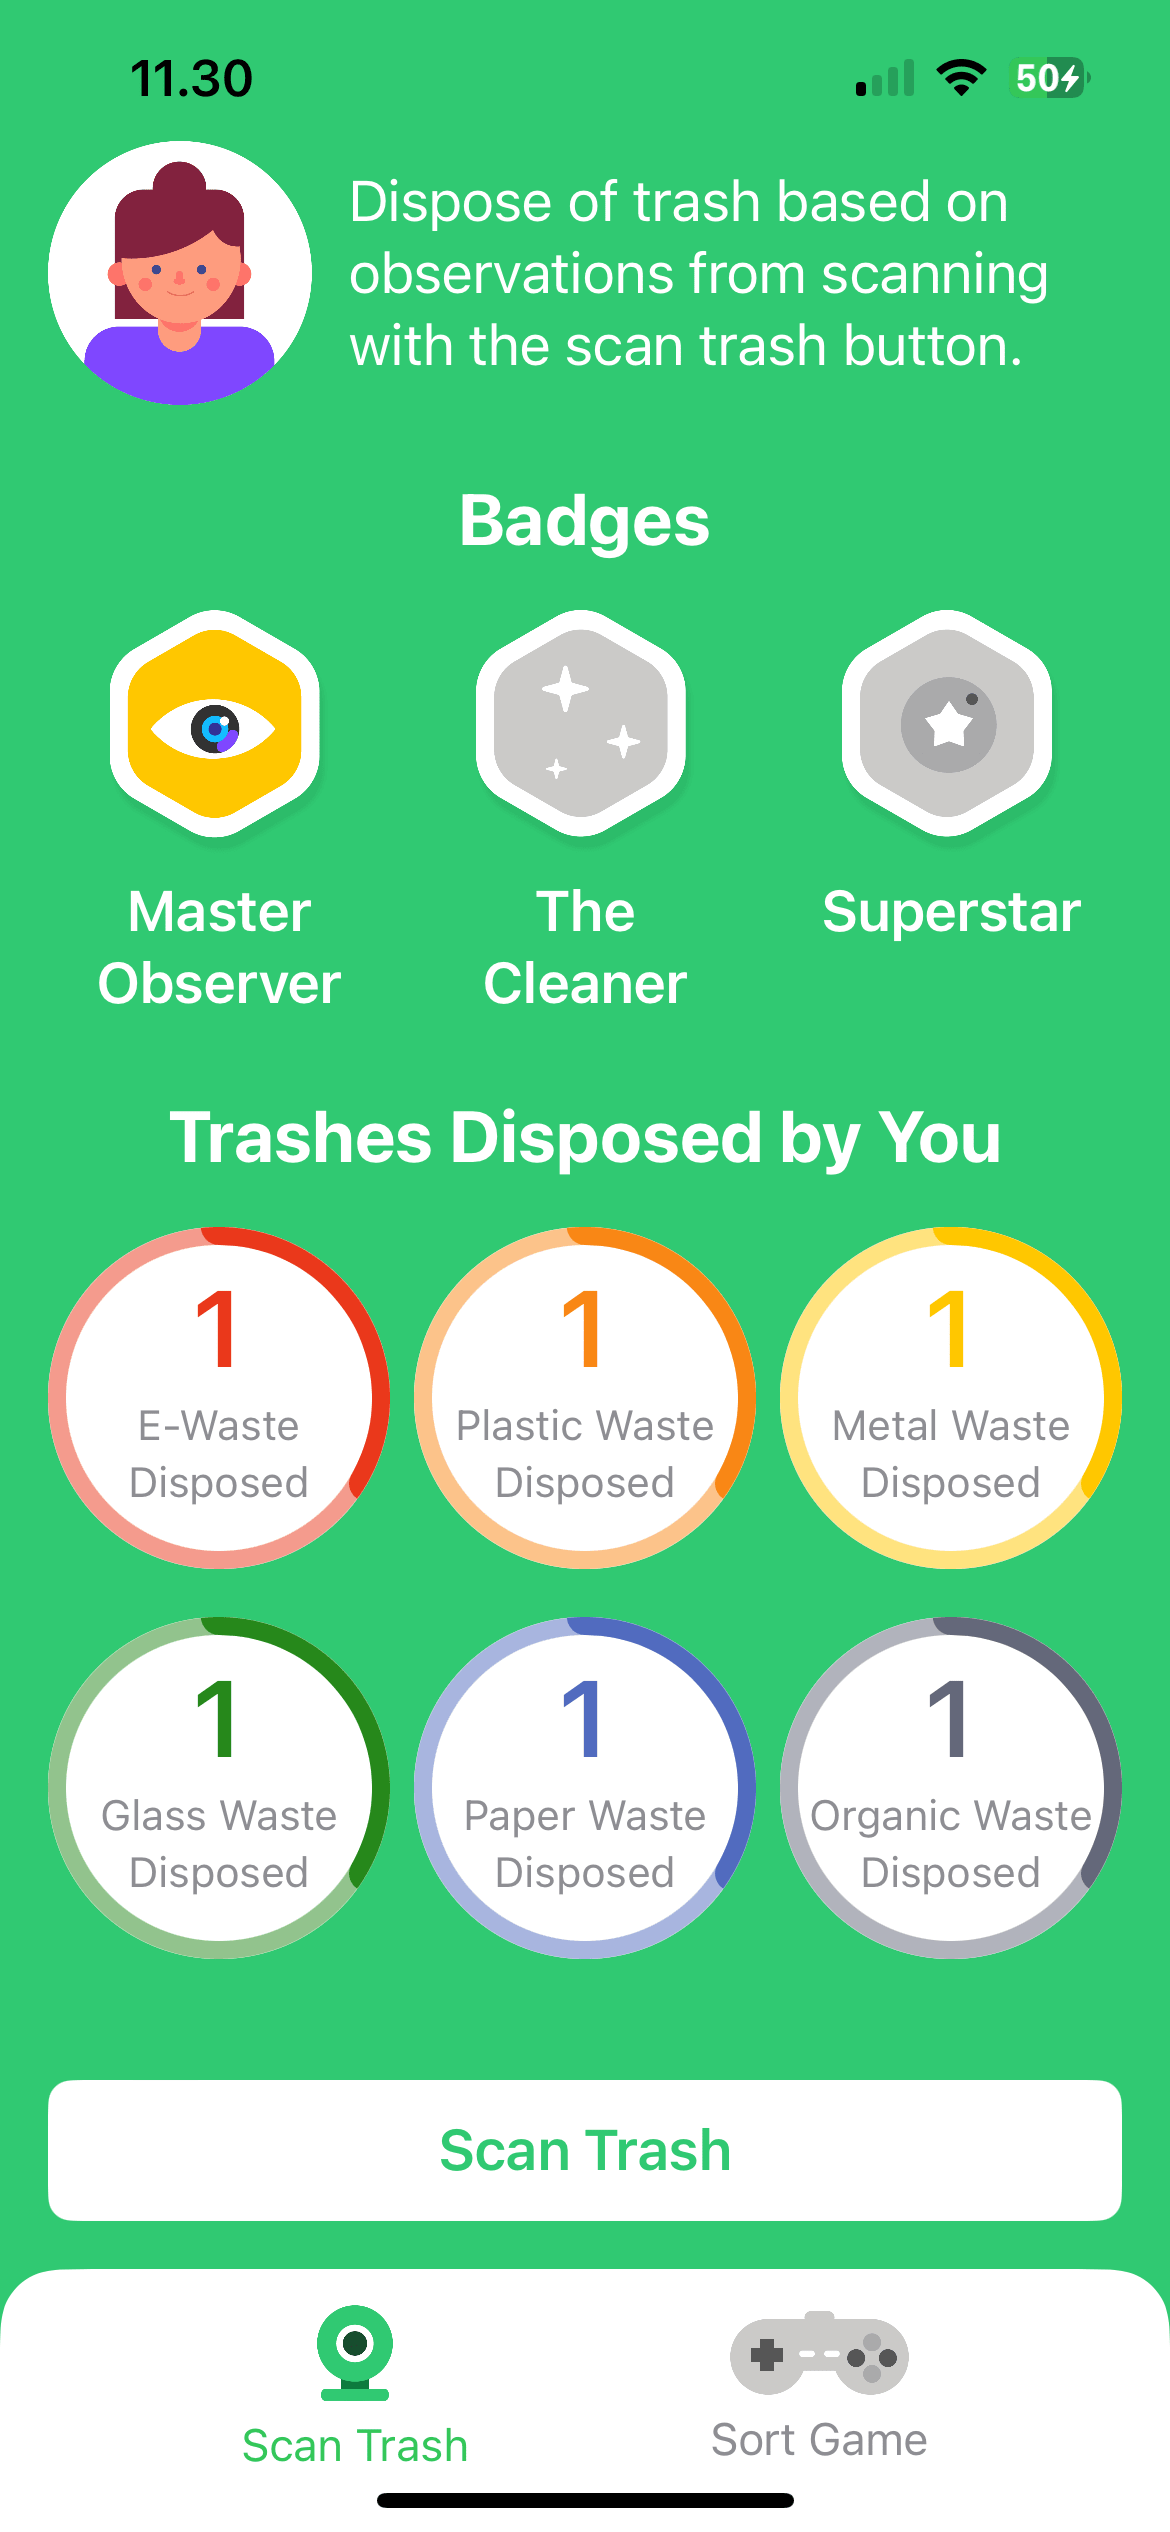 11.30
50
Dispose of trash based on
observations from scanning
with the scan trash button.
Badges
Master
Observer
The
Cleaner
Superstar
Trashes Disposed by You
1
E-Waste
Disposed
1
Plastic Waste
Disposed
1
Metal Waste
Disposed
1
Glass Waste
Disposed
1
Paper Waste
Disposed
1
Organic Waste
Disposed
Scan Trash
Scan Trash
Sort Game